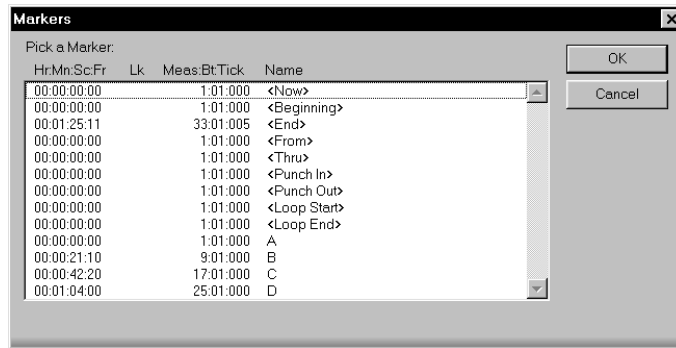 Markers
Pick a Marker:
Hr:Mn:Sc:Fr Lk Meas:Bt:Tick Name
00:00:00:00 1:01:000 <Now>
00:00:00:00 1:01:000 <Beginning>
00:01:25:11 33:01:005 <End>
00:00:00:00 1:01:000 <From>
00:00:00:00 1:01:000 <Thru>
00:00:00:00 1:01:000 <Punch In>
00:00:00:00 1:01:000 <Punch Out>
00:00:00:00 1:01:000 <Loop Start>
00:00:00:00 1:01:000 <Loop End>
00:00:00:00 1:01:000 A
00:00:21:10 9:01:000 B
00:00:42:20 17:01:000 C
00:01:04:00 25:01:000 D
OK
Cancel